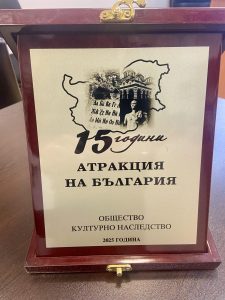 15 години
АТРАКЦИЯ
НА БЪЛГАРИЯ
ОБЩЕСТВО
КУЛТУРНО НАСЛЕДСТВО
2025 ГОДИНА